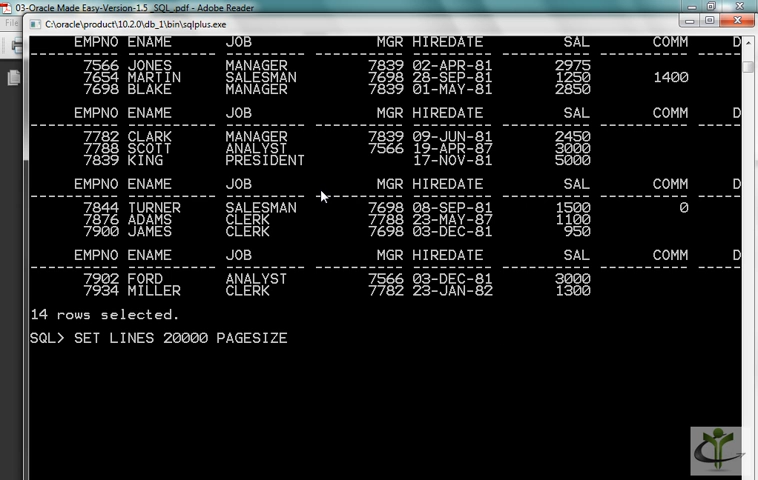 03-Oracle Made Easy-Version-1.5 _SQL_.pdf - Adobe Reader
C:\oracle\product\10.2.0\db_1\bin\sqlplus.exe
EMPNO ENAME JOB MGR HIREDATE SAL COMM D
---------- ---------- --------- ---------- --------- ---------- ---------- --
7566 JONES MANAGER 7839 02-APR-81 2975
7654 MARTIN SALESMAN 7698 28-SEP-81 1250 1400
7698 BLAKE MANAGER 7839 01-MAY-81 2850
EMPNO ENAME JOB MGR HIREDATE SAL COMM D
---------- ---------- --------- ---------- --------- ---------- ---------- --
7782 CLARK MANAGER 7839 09-JUN-81 2450
7788 SCOTT ANALYST 7566 19-APR-87 3000
7839 KING PRESIDENT 17-NOV-81 5000
EMPNO ENAME JOB MGR HIREDATE SAL COMM D
---------- ---------- --------- ---------- --------- ---------- ---------- --
7844 TURNER SALESMAN 7698 08-SEP-81 1500 0
7876 ADAMS CLERK 7788 23-MAY-87 1100
7900 JAMES CLERK 7698 03-DEC-81 950
EMPNO ENAME JOB MGR HIREDATE SAL COMM D
---------- ---------- --------- ---------- --------- ---------- ---------- --
7902 FORD ANALYST 7566 03-DEC-81 3000
7934 MILLER CLERK 7782 23-JAN-82 1300
14 rows selected.
SQL> SET LINES 20000 PAGESIZE